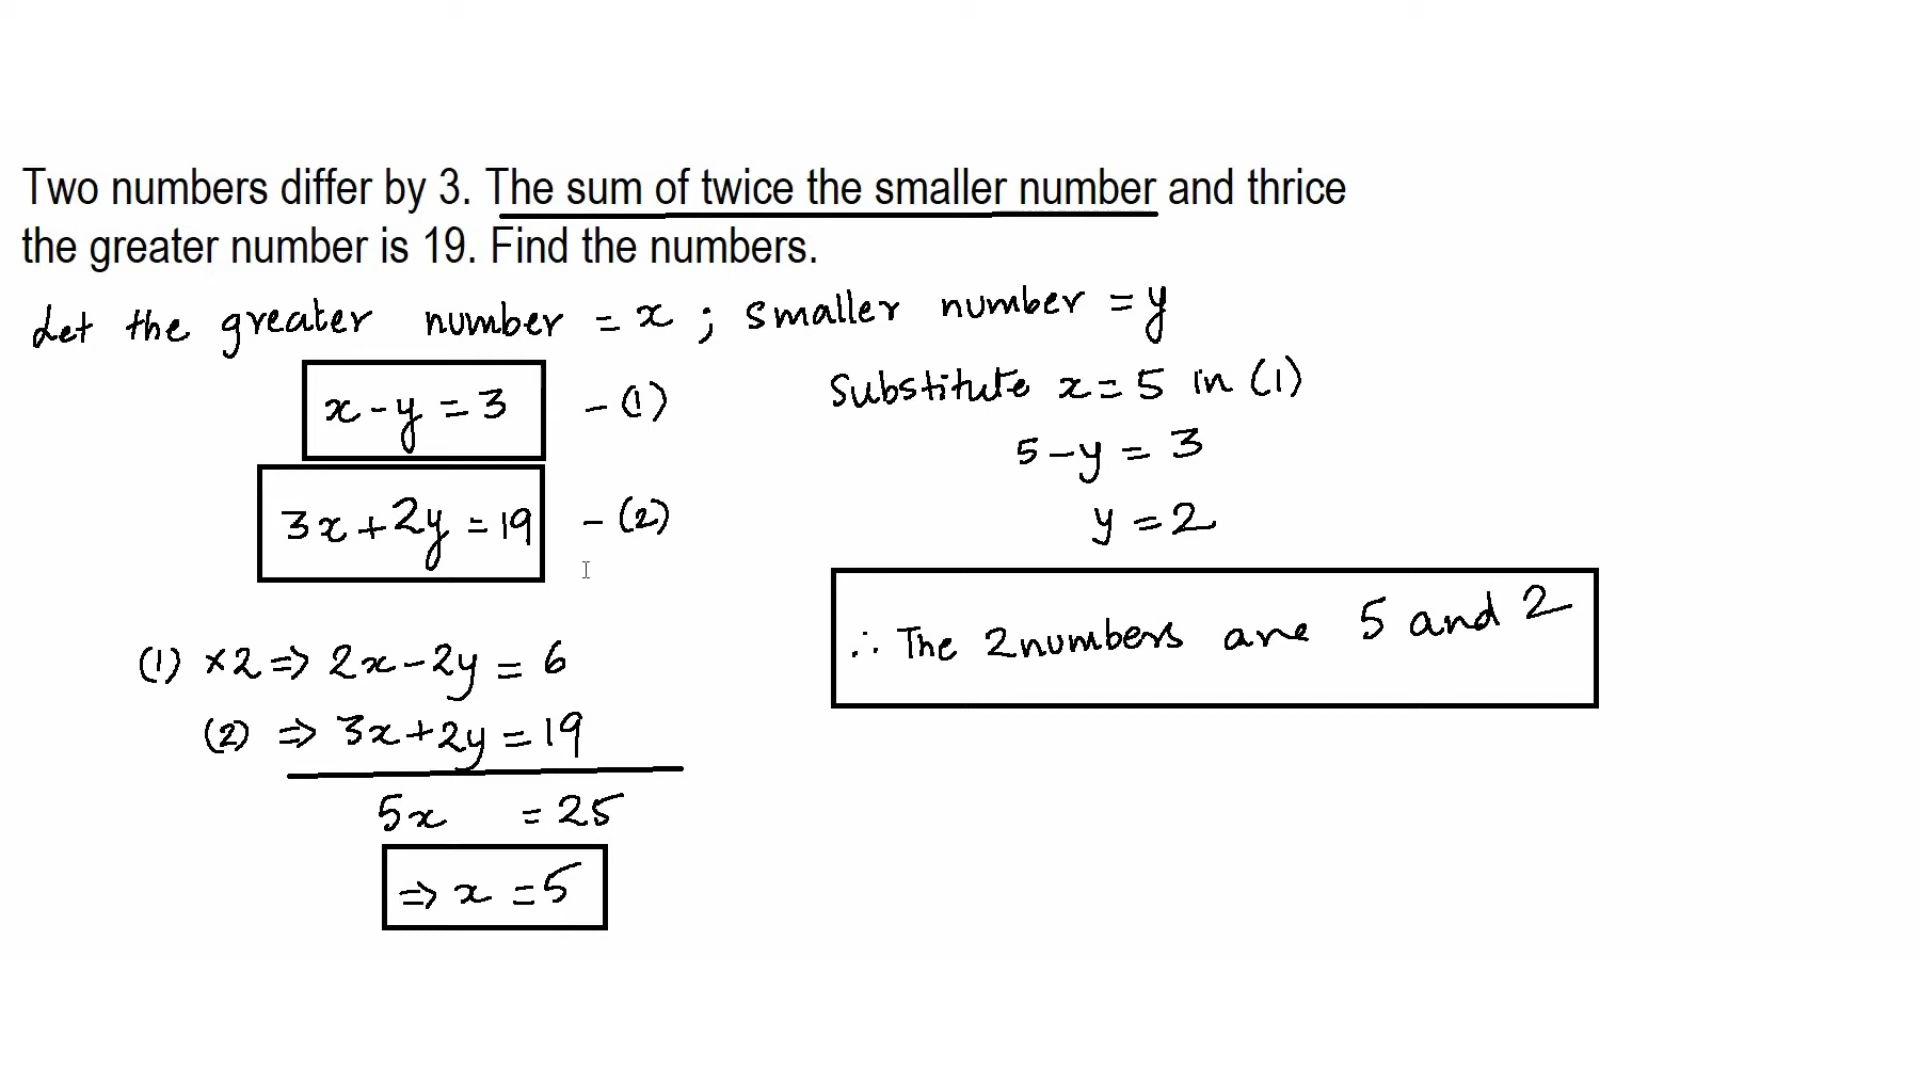 Two numbers differ by 3. The sum of twice the smaller number and thrice
the greater number is 19. Find the numbers.
Let the greater number = x ; smaller number = y
x - y = 3 - (1)
3x + 2y = 19 - (2)
(1) × 2 ⇒ 2x - 2y = 6
(2) ⇒ 3x + 2y = 19
5x = 25
⇒ x = 5
Substitute x = 5 in (1)
5 - y = 3
y = 2
∴ The 2 numbers are 5 and 2